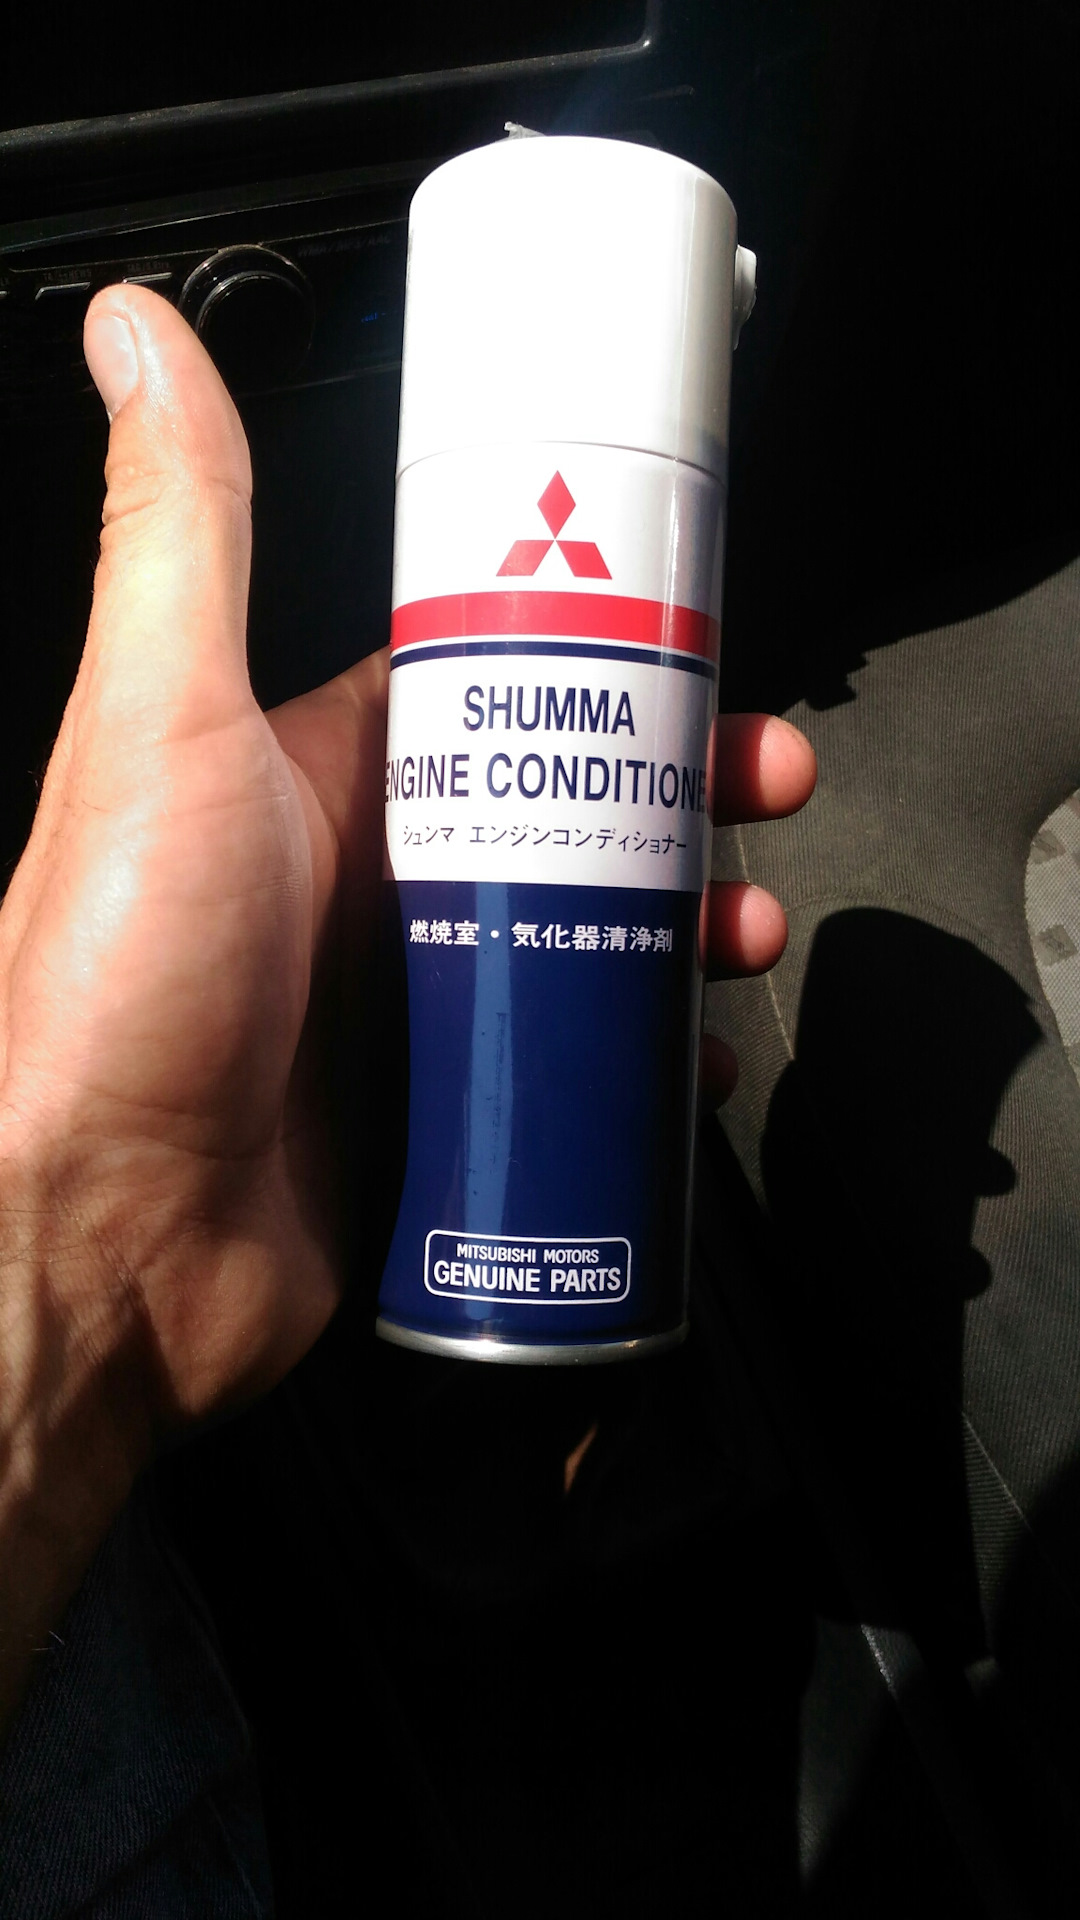 SHUMMA
ENGINE CONDITIONE
シュンマ エンジンコンディショナー
燃焼室・気化器清浄剤
MITSUBISHI MOTORS
GENUINE PARTS